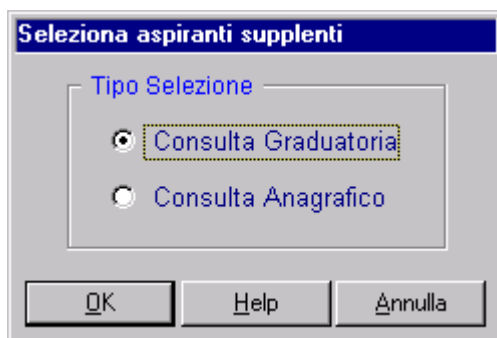 Seleziona aspiranti supplenti
Tipo Selezione
Consulta Graduatoria
Consulta Anagrafico
OK Help Annulla